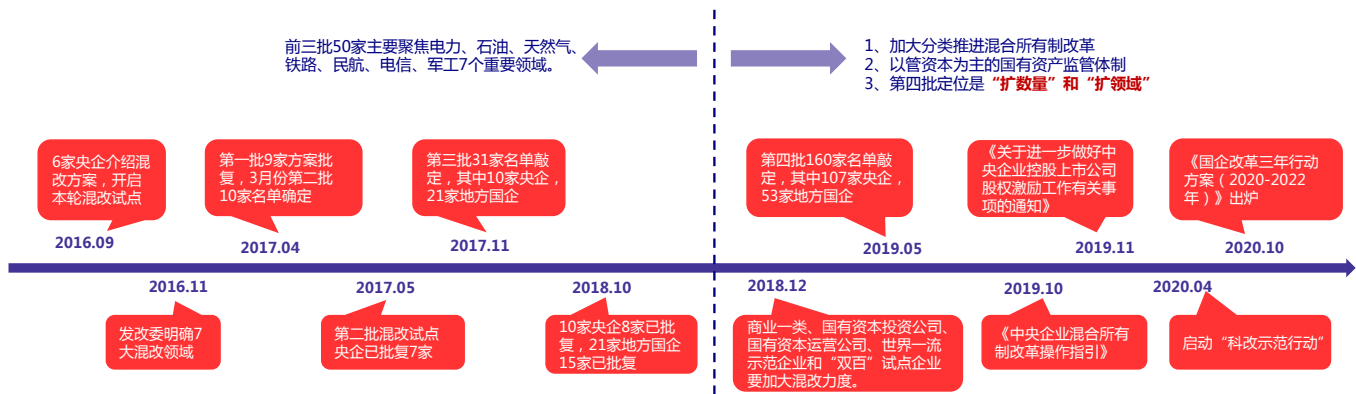 前三批50家主要聚焦电力、石油、天然气、
铁路、民航、电信、军工7个重要领域。
1、加大分类推进混合所有制改革
2、以管资本为主的国有资产监管体制
3、第四批定位是“扩数量”和“扩领域”
6家央企介绍混
改方案，开启
本轮混改试点
第一批9家方案批
复，3月份第二批
10家名单确定
第三批31家名单敲
定，其中10家央企，
21家地方国企
第四批160家名单敲
定，其中107家央企，
53家地方国企
《关于进一步做好中
央企业控股上市公司
股权激励工作有关事
项的通知》
《国企改革三年行动
方案（2020-2022
年）》出炉
2016.09
2017.04
2017.11
2019.05
2019.11
2020.10
2016.11
2017.05
2018.10
2018.12
2019.10
2020.04
发改委明确7
大混改领域
第二批混改试点
央企已批复7家
10家央企8家已批
复，21家地方国企
15家已批复
商业一类、国有资本投资公司、
国有资本运营公司、世界一流
示范企业和“双百”试点企业
要加大混改力度。
《中央企业混合所有
制改革操作指引》
启动“科改示范行动”